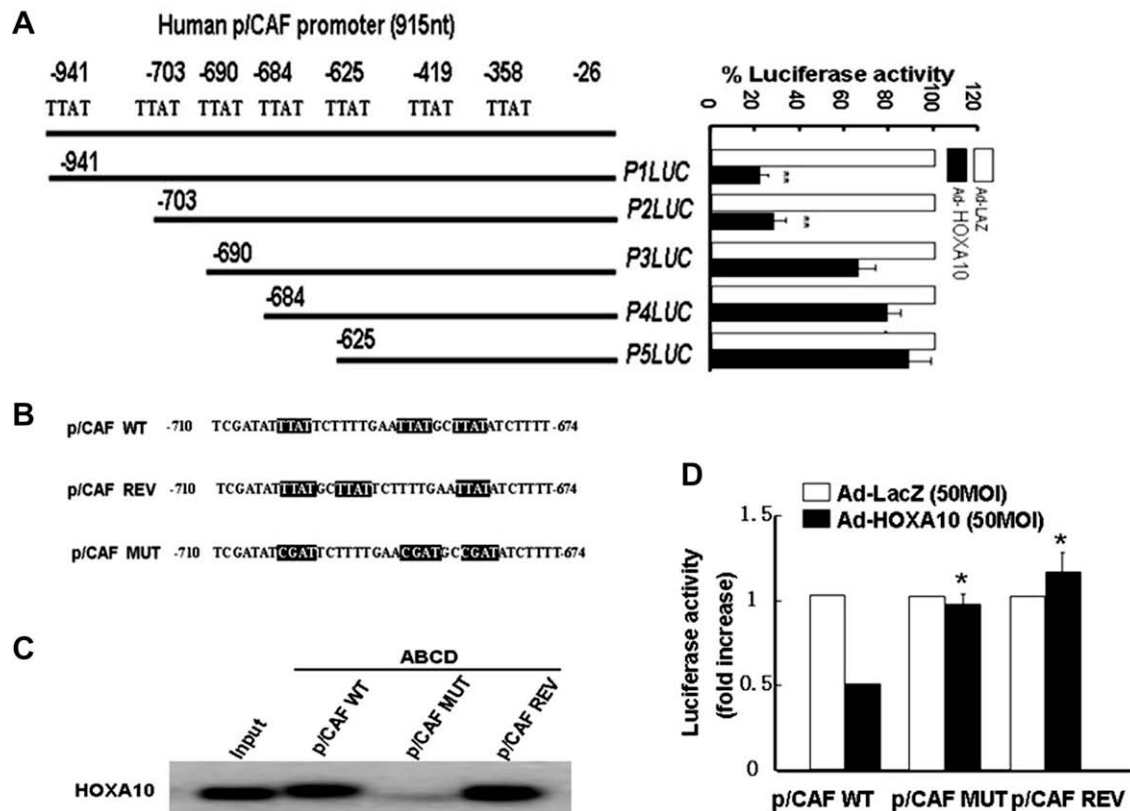 A
Human p/CAF promoter (915nt)
-941 -703 -690 -684 -625 -419 -358 -26
TTAT TTAT TTAT TTAT TTAT TTAT TTAT
-941
-703
-690
-684
-625
P1LUC
P2LUC
P3LUC
P4LUC
P5LUC
% Luciferase activity
0 20 40 60 80 100 120
**
**
Ad-LAZ
Ad- HOXA10
B
p/CAF WT -710 TCGATATTTATTCTTTTGAATTATGCTTATATCTTTT-674
p/CAF REV -710 TCGATATTTATGCTTATTCTTTTGAATTATATCTTTT-674
p/CAF MUT -710 TCGATATCGATTCTTTTGAACGATGCCGATATCTTTT-674
C
ABCD
Input p/CAF WT p/CAF MUT p/CAF REV
HOXA10
D
Ad-LacZ (50MOI)
Ad-HOXA10 (50MOI)
Luciferase activity
(fold increase)
1.5
1
0.5
0
* *
p/CAF WT p/CAF MUT p/CAF REV